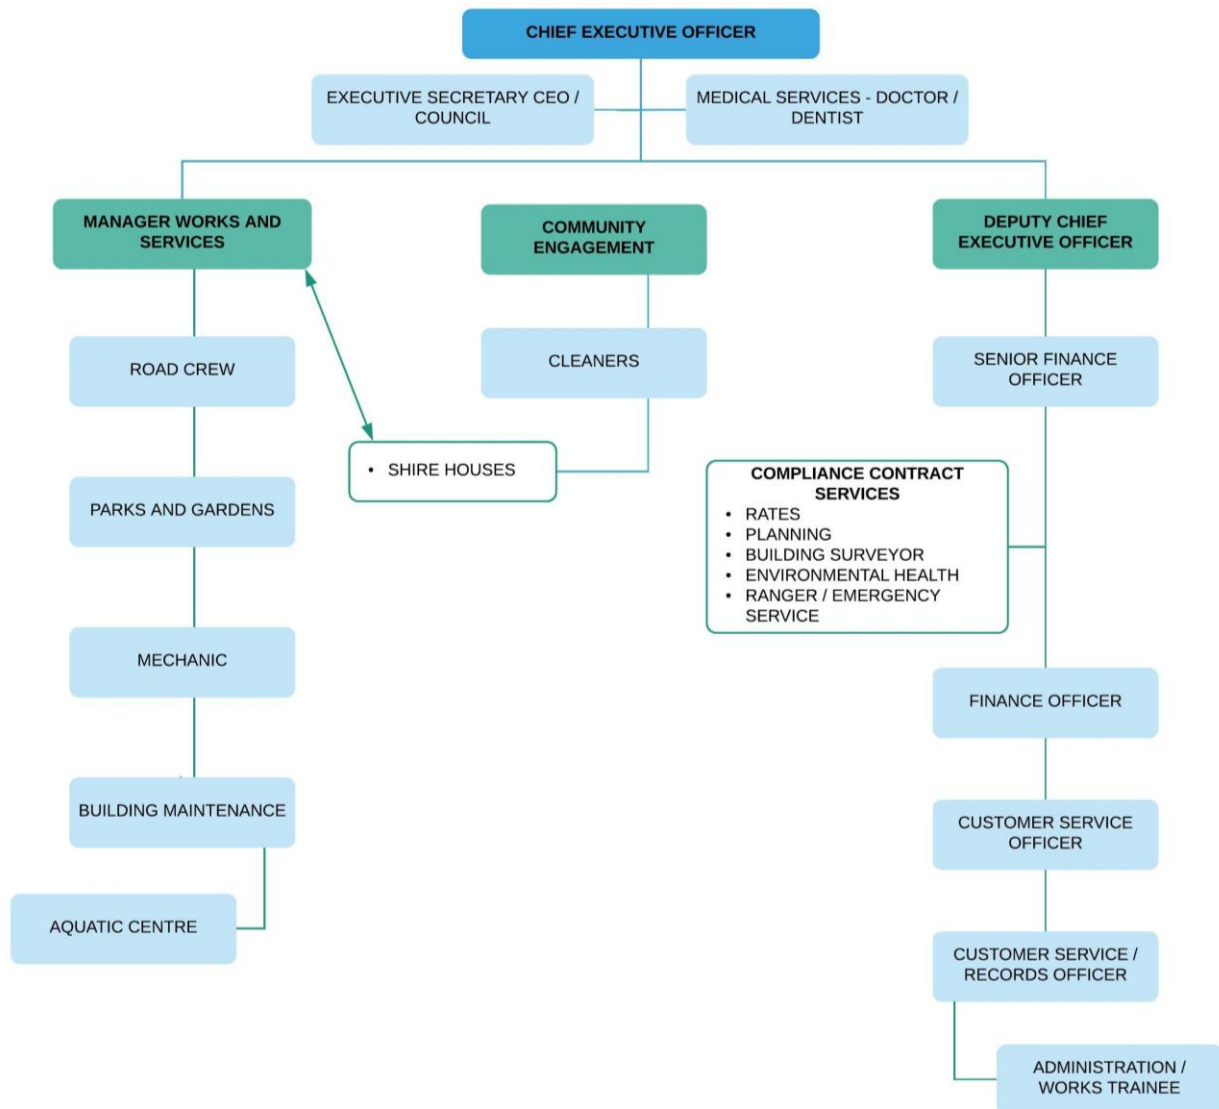 CHIEF EXECUTIVE OFFICER
EXECUTIVE SECRETARY CEO /
COUNCIL
MEDICAL SERVICES - DOCTOR /
DENTIST
MANAGER WORKS AND
SERVICES
COMMUNITY
ENGAGEMENT
DEPUTY CHIEF
EXECUTIVE OFFICER
ROAD CREW
CLEANERS
SENIOR FINANCE
OFFICER
• SHIRE HOUSES
COMPLIANCE CONTRACT
SERVICES
• RATES
• PLANNING
• BUILDING SURVEYOR
• ENVIRONMENTAL HEALTH
• RANGER / EMERGENCY
SERVICE
PARKS AND GARDENS
MECHANIC
FINANCE OFFICER
BUILDING MAINTENANCE
CUSTOMER SERVICE
OFFICER
AQUATIC CENTRE
CUSTOMER SERVICE /
RECORDS OFFICER
ADMINISTRATION /
WORKS TRAINEE